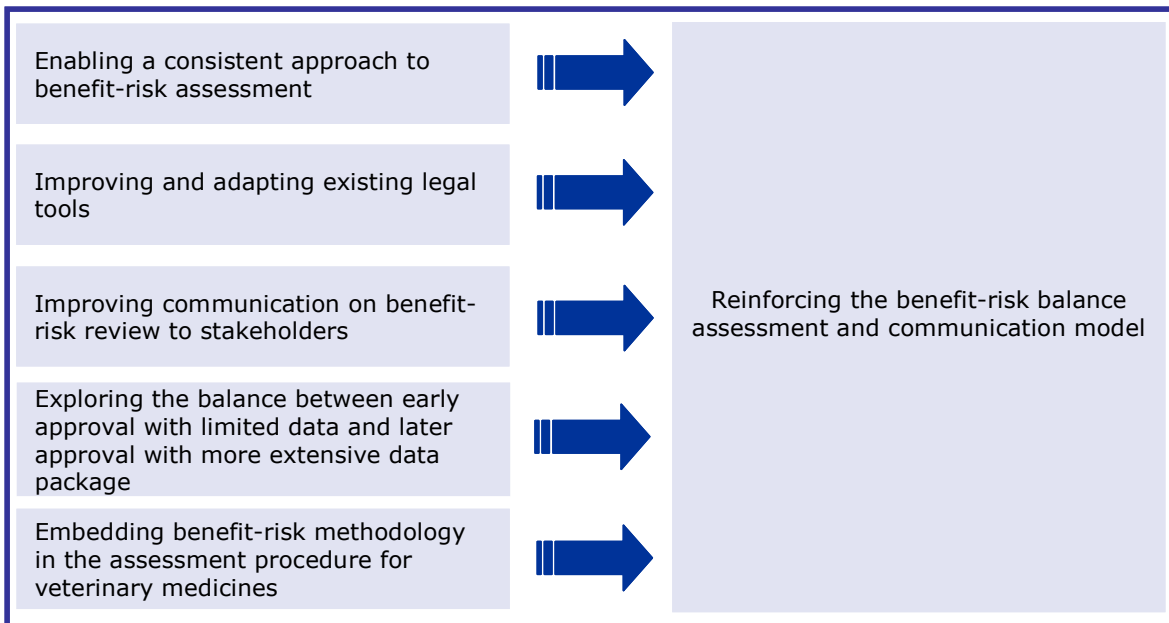 Enabling a consistent approach to
benefit-risk assessment
Improving and adapting existing legal
tools
Improving communication on benefit-
risk review to stakeholders
Exploring the balance between early
approval with limited data and later
approval with more extensive data
package
Embedding benefit-risk methodology
in the assessment procedure for
veterinary medicines
Reinforcing the benefit-risk balance
assessment and communication model